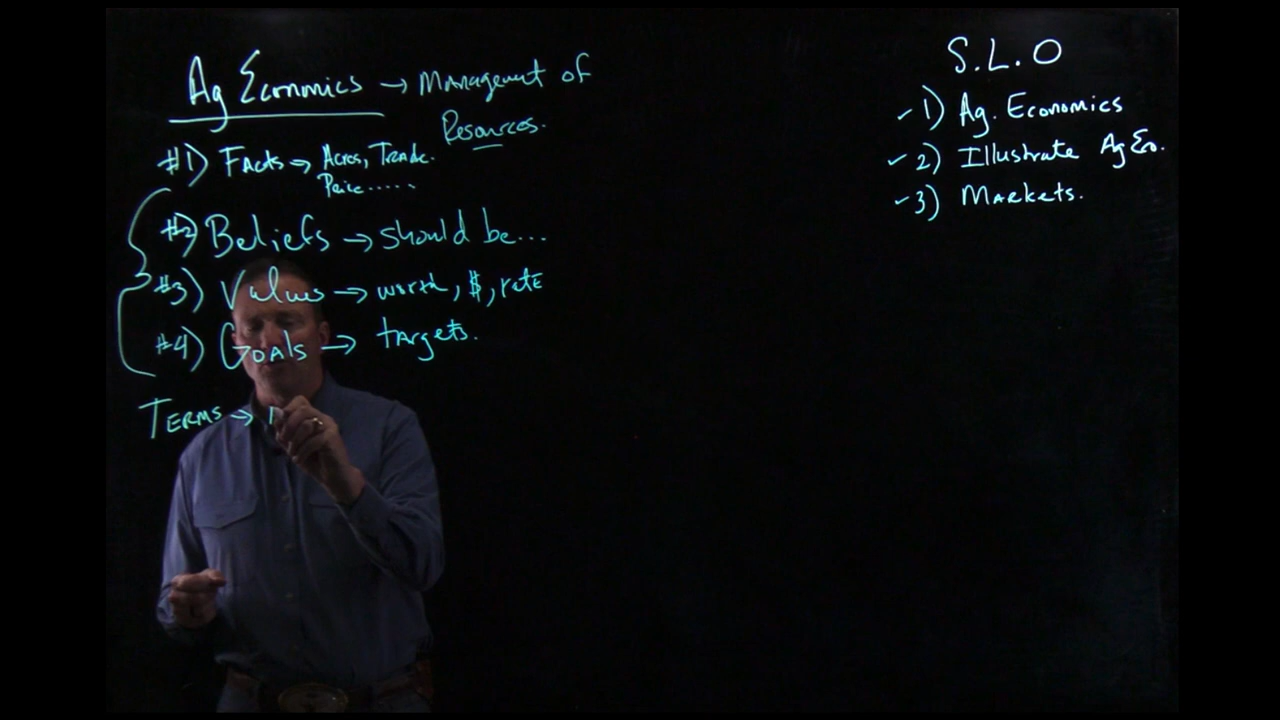 Ag Economics → Management of
Resources.
#1) Facts → Acres, Trade.
Price.....
#2) Beliefs → should be...
#3) Values → worth, $, rate
#4) Goals → targets.
Terms →
S.L.O
✓1) Ag. Economics
✓2) Illustrate Ag Eo.
✓3) Markets.